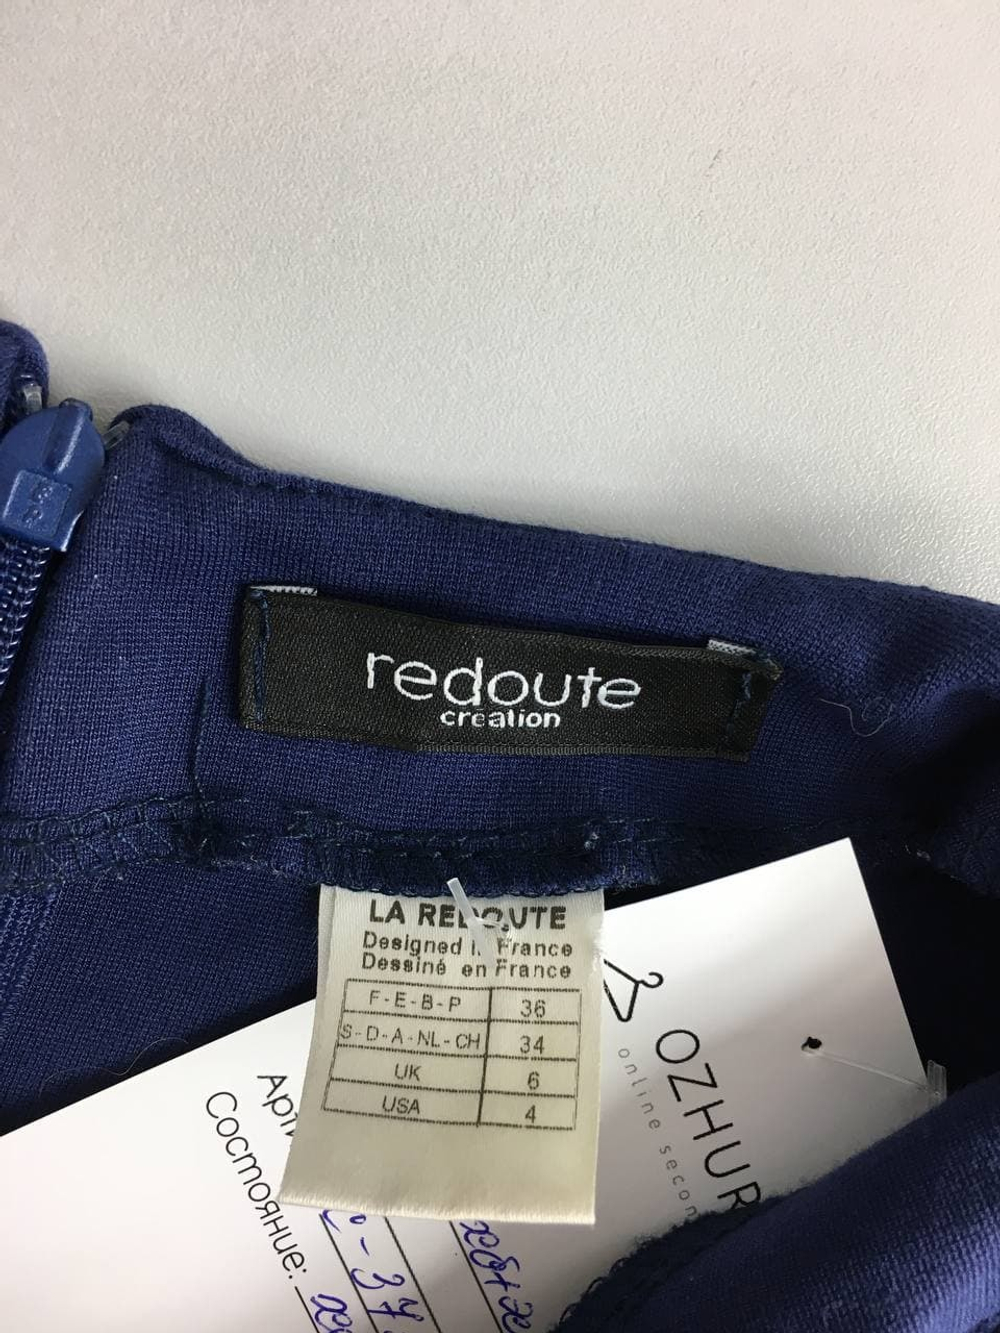 redoute
creation
LA REDOUTE
Designed in France
Dessiné en France
F-E-B-P 36
S-D-A-NL-CH 34
UK 6
USA 4
OZHUR
online secon
Состояние: